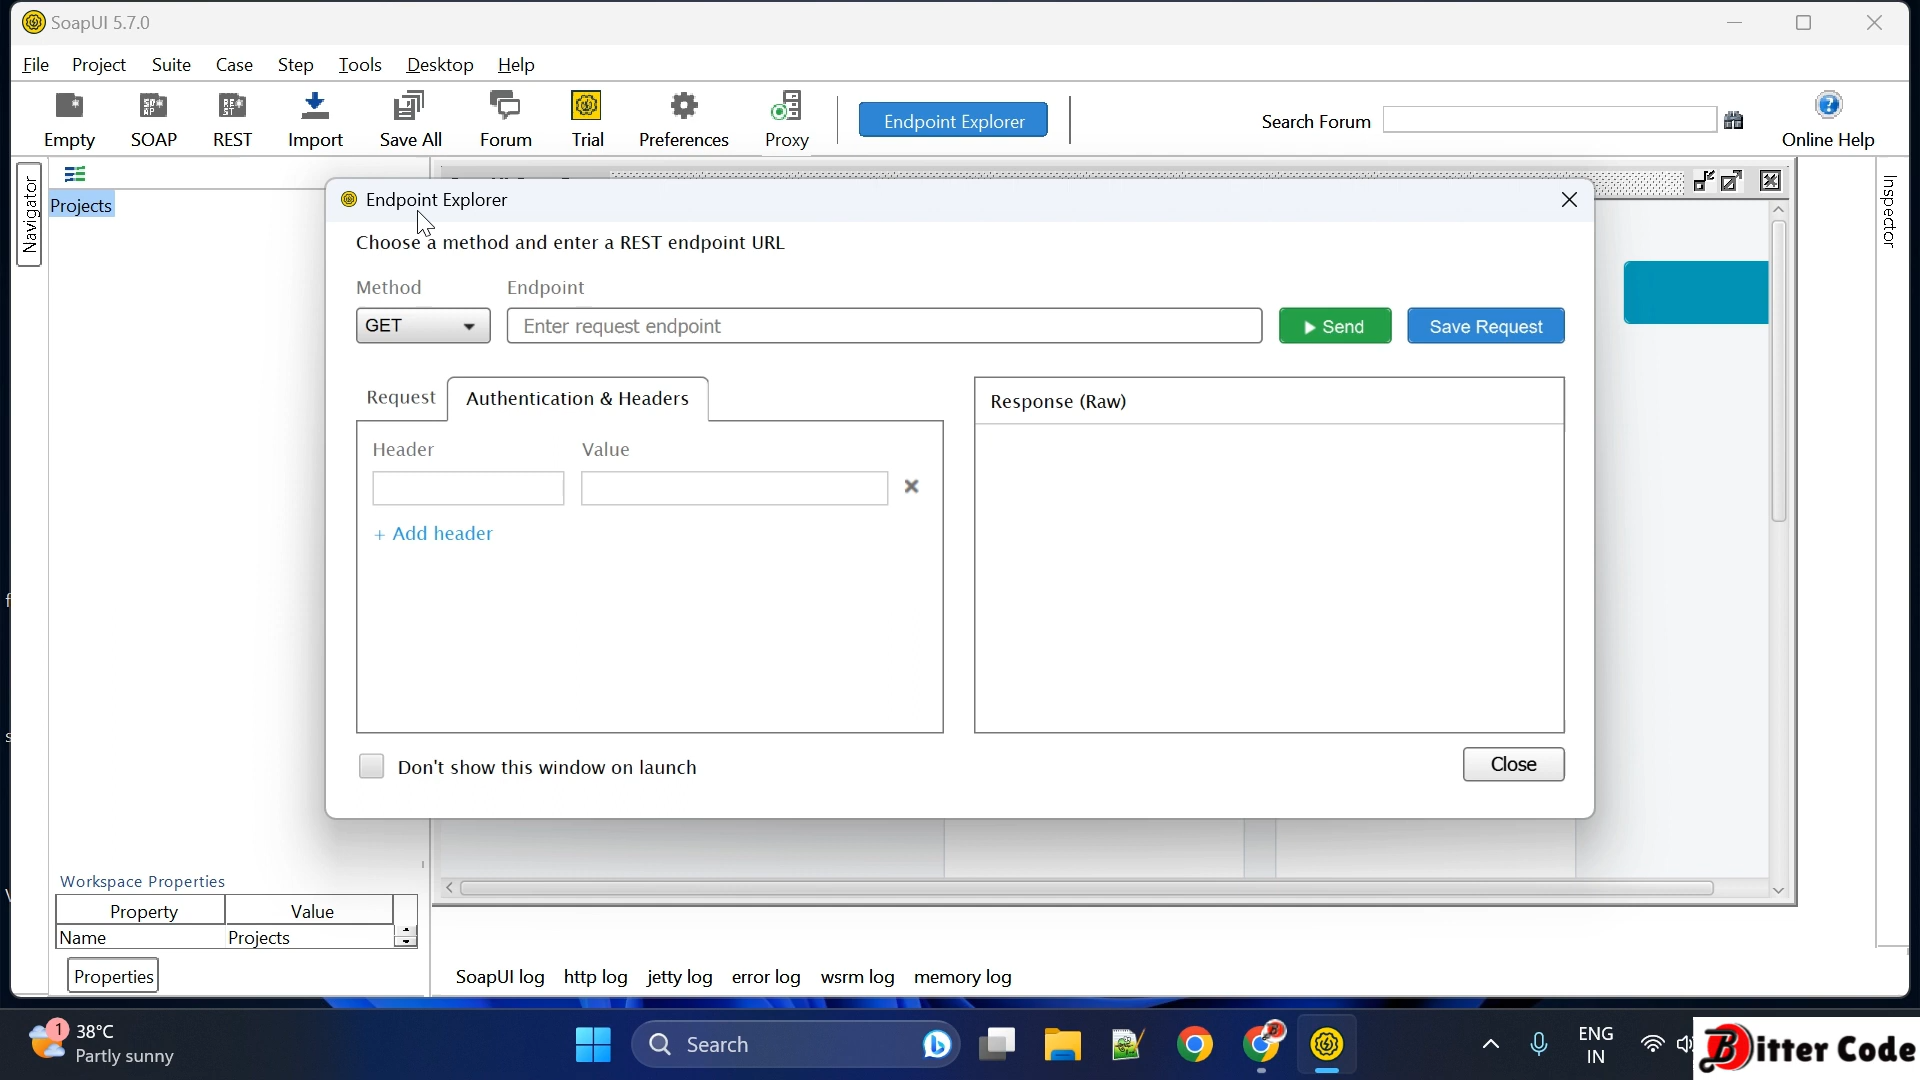 SoapUI 5.7.0
File Project Suite Case Step Tools Desktop Help
Empty SOAP REST Import Save All Forum Trial Preferences Proxy
Endpoint Explorer
Search Forum
Online Help
Navigator
Projects
Inspector
Endpoint Explorer
Choose a method and enter a REST endpoint URL
Method Endpoint
GET Enter request endpoint Send Save Request
Request Authentication & Headers
Response (Raw)
Header Value
+ Add header
Don't show this window on launch
Close
Workspace Properties
Property Value
Name Projects
Properties
SoapUI log http log jetty log error log wsrm log memory log
1
38°C
Partly sunny
Search
ENG
IN
Bitter Code